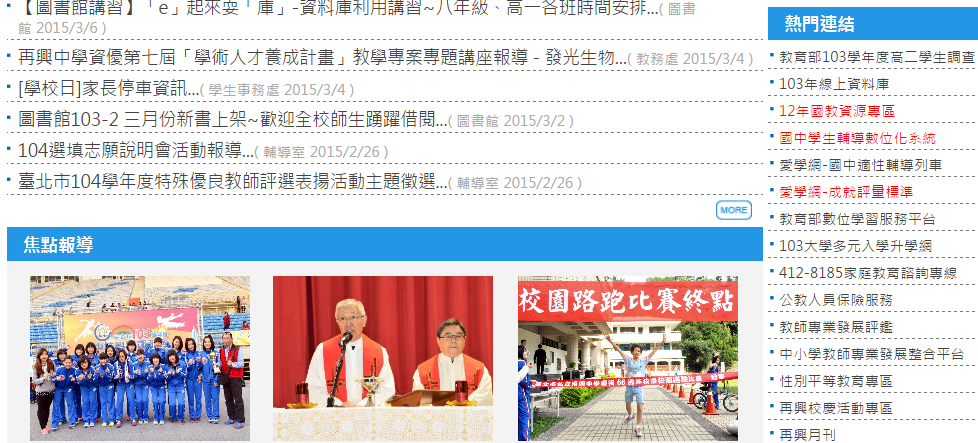 【圖書館講習】「e」起來耍「庫」-資料庫利用講習~八年級、高一各班時間安排...( 圖書
館 2015/3/6 )
再興中學資優第七屆「學術人才養成計畫」教學專案專題講座報導 - 發光生物...( 教務處 2015/3/4 )
[學校日]家長停車資訊...( 學生事務處 2015/3/4 )
圖書館103-2 三月份新書上架~歡迎全校師生踴躍借閱...( 圖書館 2015/3/2 )
104選填志願說明會活動報導...( 輔導室 2015/2/26 )
臺北市104學年度特殊優良教師評選表揚活動主題徵選...( 輔導室 2015/2/26 )
MORE
焦點報導
校園路跑比賽終點
熱門連結
教育部103學年度高二學生調查
103年線上資料庫
12年國教資源專區
國中學生輔導數位化系統
愛學網-國中適性輔導列車
愛學網-成就評量標準
教育部數位學習服務平台
103大學多元入學升學網
412-8185家庭教育諮詢專線
公教人員保險服務
教師專業發展評鑑
中小學教師專業發展整合平台
性別平等教育專區
再興校慶活動專區
再興月刊